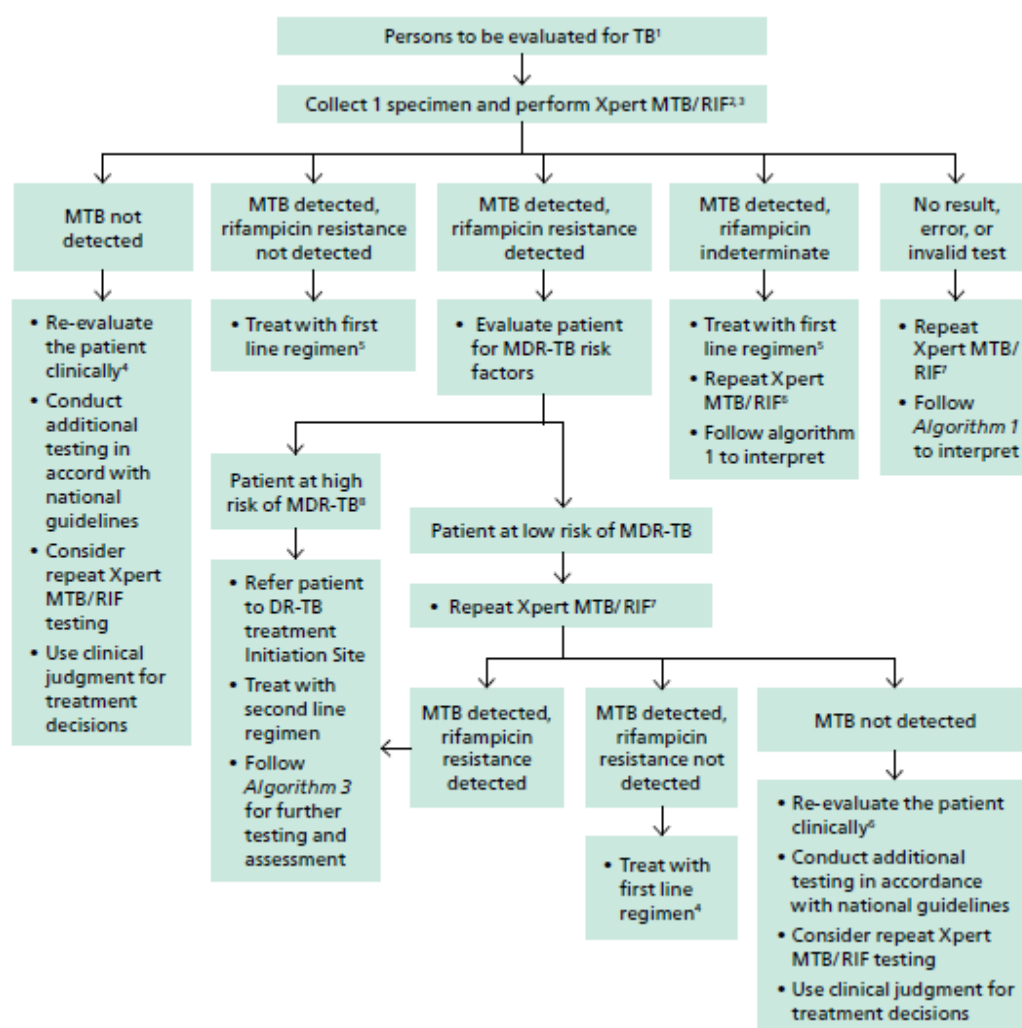 Persons to be evaluated for TB¹
Collect 1 specimen and perform Xpert MTB/RIF²,³
MTB not
detected
MTB detected,
rifampicin resistance
not detected
MTB detected,
rifampicin resistance
detected
MTB detected,
rifampicin
indeterminate
No result,
error, or
invalid test
• Re-evaluate
the patient
clinically⁴
• Conduct
additional
testing in
accord with
national
guidelines
• Consider
repeat Xpert
MTB/RIF
testing
• Use clinical
judgment for
treatment
decisions
• Treat with first
line regimen⁵
• Evaluate patient
for MDR-TB risk
factors
• Treat with first
line regimen⁵
• Repeat Xpert
MTB/RIF⁶
• Follow algorithm
1 to interpret
• Repeat
Xpert MTB/
RIF⁷
• Follow
Algorithm 1
to interpret
Patient at high
risk of MDR-TB⁸
Patient at low risk of MDR-TB
• Refer patient
to DR-TB
treatment
Initiation Site
• Treat with
second line
regimen
• Follow
Algorithm 3
for further
testing and
assessment
• Repeat Xpert MTB/RIF⁷
MTB detected,
rifampicin
resistance
detected
MTB detected,
rifampicin
resistance not
detected
MTB not detected
• Treat with
first line
regimen⁴
• Re-evaluate the patient
clinically⁶
• Conduct additional
testing in accordance
with national guidelines
• Consider repeat Xpert
MTB/RIF testing
• Use clinical judgment for
treatment decisions